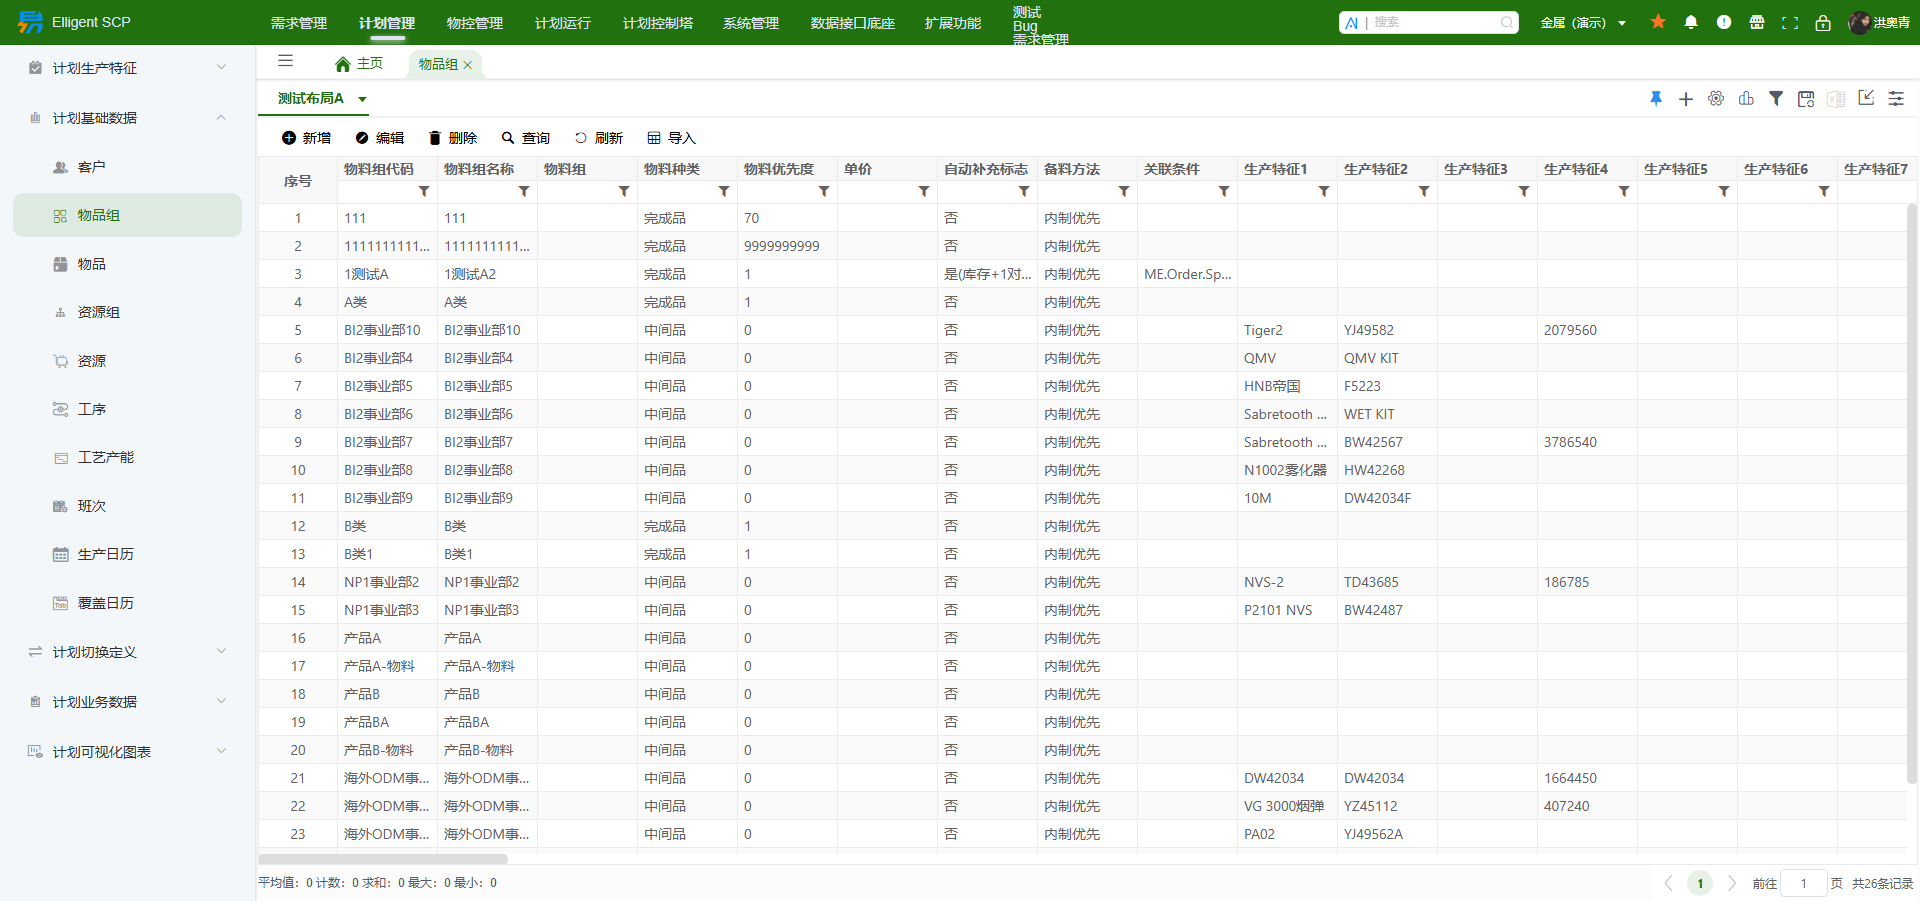 Elligent SCP
需求管理 计划管理 物控管理 计划运行 计划控制塔 系统管理 数据接口底座 扩展功能 测试
Bug
需求管理
AI | 搜索 金属（演示） 洪奥青
主页 物品组
测试布局A
新增 编辑 删除 查询 刷新 导入
计划生产特征
计划基础数据
客户
物品组
物品
资源组
资源
工序
工艺产能
班次
生产日历
覆盖日历
计划切换定义
计划业务数据
计划可视化图表
序号 物料组代码 物料组名称 物料组 物料种类 物料优先度 单价 自动补充标志 备料方法 关联条件 生产特征1 生产特征2 生产特征3 生产特征4 生产特征5 生产特征6 生产特征7
1 111 111 完成品 70 否 内制优先
2 1111111111... 1111111111... 完成品 9999999999 否 内制优先
3 1测试A 1测试A2 完成品 1 是(库存+1对... 内制优先 ME.Order.Sp...
4 A类 A类 完成品 1 否 内制优先
5 BI2事业部10 BI2事业部10 中间品 0 否 内制优先 Tiger2 YJ49582 2079560
6 BI2事业部4 BI2事业部4 中间品 0 否 内制优先 QMV QMV KIT
7 BI2事业部5 BI2事业部5 中间品 0 否 内制优先 HNB帝国 F5223
8 BI2事业部6 BI2事业部6 中间品 0 否 内制优先 Sabretooth ... WET KIT
9 BI2事业部7 BI2事业部7 中间品 0 否 内制优先 Sabretooth ... BW42567 3786540
10 BI2事业部8 BI2事业部8 中间品 0 否 内制优先 N1002雾化器 HW42268
11 BI2事业部9 BI2事业部9 中间品 0 否 内制优先 10M DW42034F
12 B类 B类 完成品 1 否 内制优先
13 B类1 B类1 完成品 1 否 内制优先
14 NP1事业部2 NP1事业部2 中间品 0 否 内制优先 NVS-2 TD43685 186785
15 NP1事业部3 NP1事业部3 中间品 0 否 内制优先 P2101 NVS BW42487
16 产品A 产品A 中间品 0 否 内制优先
17 产品A-物料 产品A-物料 中间品 0 否 内制优先
18 产品B 产品B 中间品 0 否 内制优先
19 产品BA 产品BA 中间品 0 否 内制优先
20 产品B-物料 产品B-物料 中间品 0 否 内制优先
21 海外ODM事... 海外ODM事... 中间品 0 否 内制优先 DW42034 DW42034 1664450
22 海外ODM事... 海外ODM事... 中间品 0 否 内制优先 VG 3000烟弹 YZ45112 407240
23 海外ODM事... 海外ODM事... 中间品 0 否 内制优先 PA02 YJ49562A
平均值：0 计数：0 求和：0 最大：0 最小：0
1 前往 1 页 共26条记录